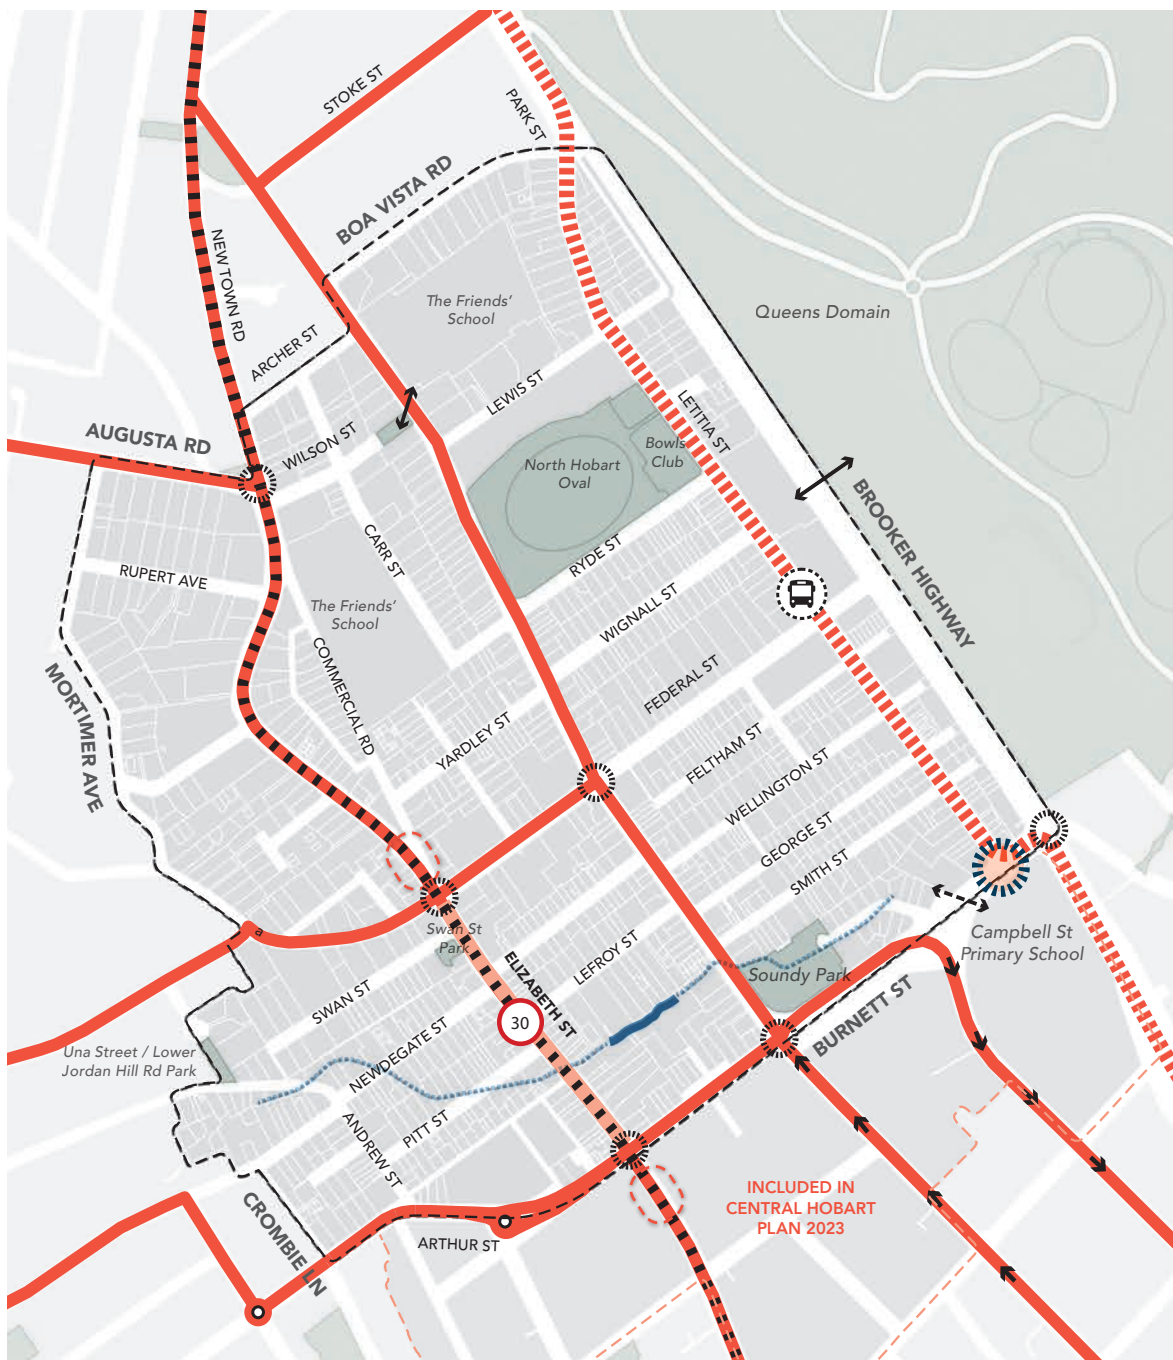 STOKE ST
PARK ST
BOA VISTA RD
NEW TOWN RD
The Friends'
School
Queens Domain
ARCHER ST
LEWIS ST
LETITIA ST
AUGUSTA RD
WILSON ST
Bowls
Club
North Hobart
Oval
BROOKER HIGHWAY
CARR ST
RYDE ST
RUPERT AVE
WIGNALL ST
The Friends'
School
COMMERCIAL RD
FEDERAL ST
MORTIMER AVE
YARDLEY ST
FELTHAM ST
WELLINGTON ST
GEORGE ST
SMITH ST
a
Swan St
Park
Campbell St
Primary School
ELIZABETH ST
LEFROY ST
Soundy Park
SWAN ST
30
BURNETT ST
NEWDEGATE ST
Una Street / Lower
Jordan Hill Rd Park
PITT ST
ANDREW ST
INCLUDED IN
CENTRAL HOBART
PLAN 2023
CROMBIE LN
ARTHUR ST